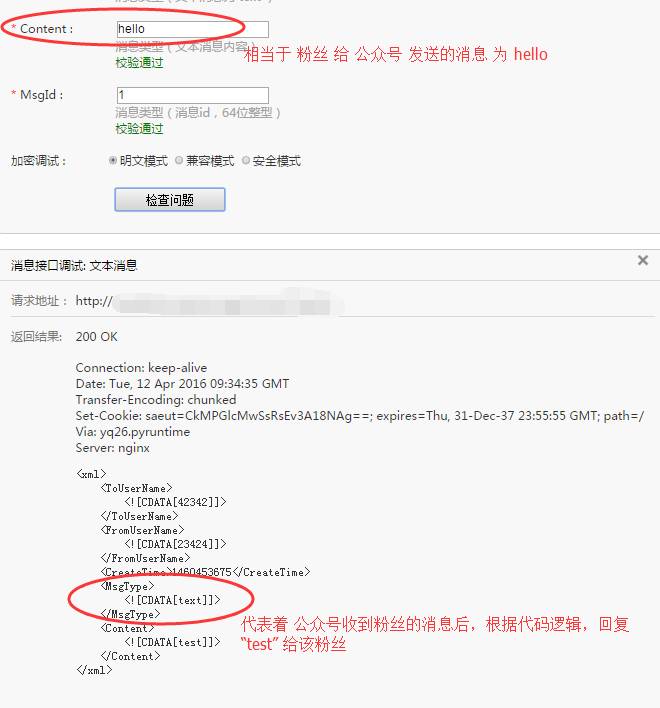 * Content : hello
消息类型（文本消息内容）
相当于 粉丝 给 公众号 发送的消息 为 hello
校验通过
* MsgId : 1
消息类型（消息id，64位整型）
校验通过
加密调试： 明文模式 兼容模式 安全模式
检查问题
消息接口调试: 文本消息 ×
请求地址： http://
返回结果: 200 OK
Connection: keep-alive
Date: Tue, 12 Apr 2016 09:34:35 GMT
Transfer-Encoding: chunked
Set-Cookie: saeut=CkMPGlcMwSsRsEv3A18NAg==; expires=Thu, 31-Dec-37 23:55:55 GMT; path=/
Via: yq26.pyruntime
Server: nginx
<xml>
<ToUserName>
<![CDATA[42342]]>
</ToUserName>
<FromUserName>
<![CDATA[23424]]>
</FromUserName>
<CreateTime>1460453675</CreateTime>
<MsgType>
<![CDATA[text]]>
</MsgType>
<Content>
<![CDATA[test]]>
</Content>
</xml>
代表着 公众号收到粉丝的消息后，根据代码逻辑，回复
“test” 给该粉丝